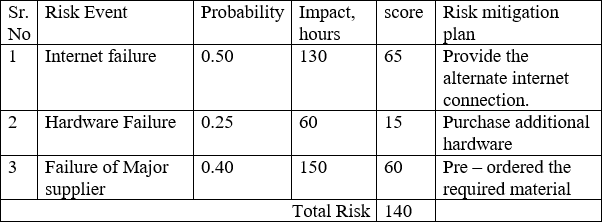 Sr. No Risk Event Probability Impact, hours score Risk mitigation plan
1 Internet failure 0.50 130 65 Provide the alternate internet connection.
2 Hardware Failure 0.25 60 15 Purchase additional hardware
3 Failure of Major supplier 0.40 150 60 Pre – ordered the required material
Total Risk 140